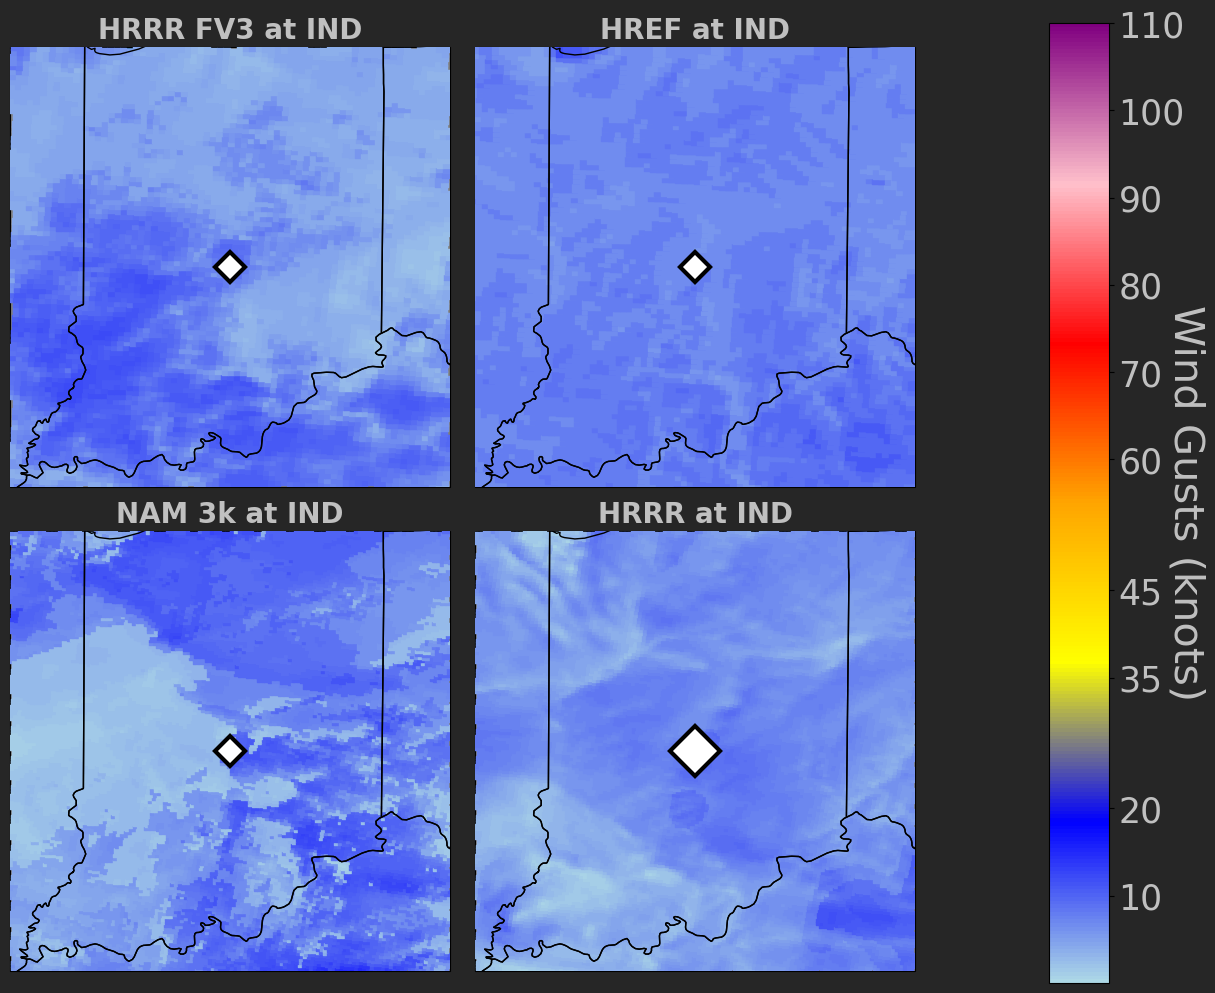 HRRR FV3 at IND
HREF at IND
NAM 3k at IND
HRRR at IND
110
100
90
80
70
60
45
35
20
10
Wind Gusts (knots)